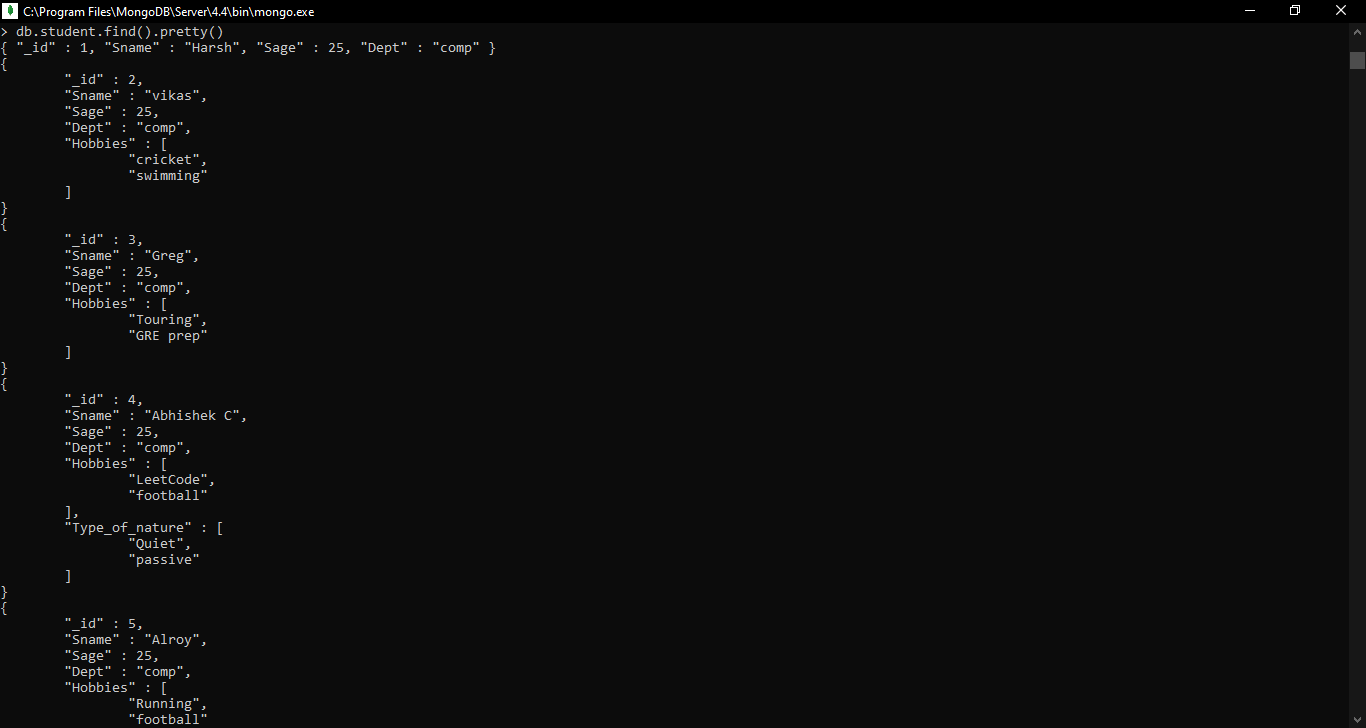 C:\Program Files\MongoDB\Server\4.4\bin\mongo.exe
> db.student.find().pretty()
{ "_id" : 1, "Sname" : "Harsh", "Sage" : 25, "Dept" : "comp" }
{
        "_id" : 2,
        "Sname" : "vikas",
        "Sage" : 25,
        "Dept" : "comp",
        "Hobbies" : [
                "cricket",
                "swimming"
        ]
}
{
        "_id" : 3,
        "Sname" : "Greg",
        "Sage" : 25,
        "Dept" : "comp",
        "Hobbies" : [
                "Touring",
                "GRE prep"
        ]
}
{
        "_id" : 4,
        "Sname" : "Abhishek C",
        "Sage" : 25,
        "Dept" : "comp",
        "Hobbies" : [
                "LeetCode",
                "football"
        ],
        "Type_of_nature" : [
                "Quiet",
                "passive"
        ]
}
{
        "_id" : 5,
        "Sname" : "Alroy",
        "Sage" : 25,
        "Dept" : "comp",
        "Hobbies" : [
                "Running",
                "football"